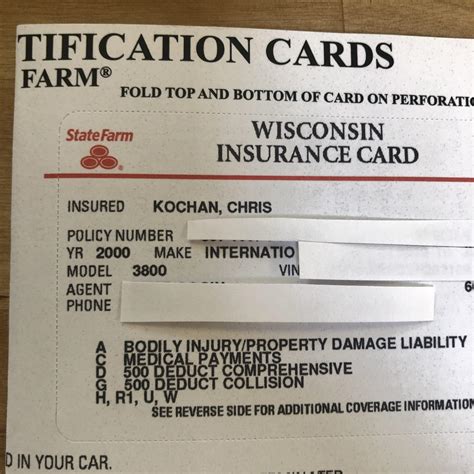 TIFICATION CARDS
FARM®
FOLD TOP AND BOTTOM OF CARD ON PERFORATIO
State Farm
WISCONSIN
INSURANCE CARD
INSURED KOCHAN, CHRIS
POLICY NUMBER
YR 2000 MAKE INTERNATIO
MODEL 3800 VIN
AGENT
PHONE
A BODILY INJURY/PROPERTY DAMAGE LIABILITY
C MEDICAL PAYMENTS
D 500 DEDUCT COMPREHENSIVE
G 500 DEDUCT COLLISION
H, R1, U, W
SEE REVERSE SIDE FOR ADDITIONAL COVERAGE INFORMATION
D IN YOUR CAR.